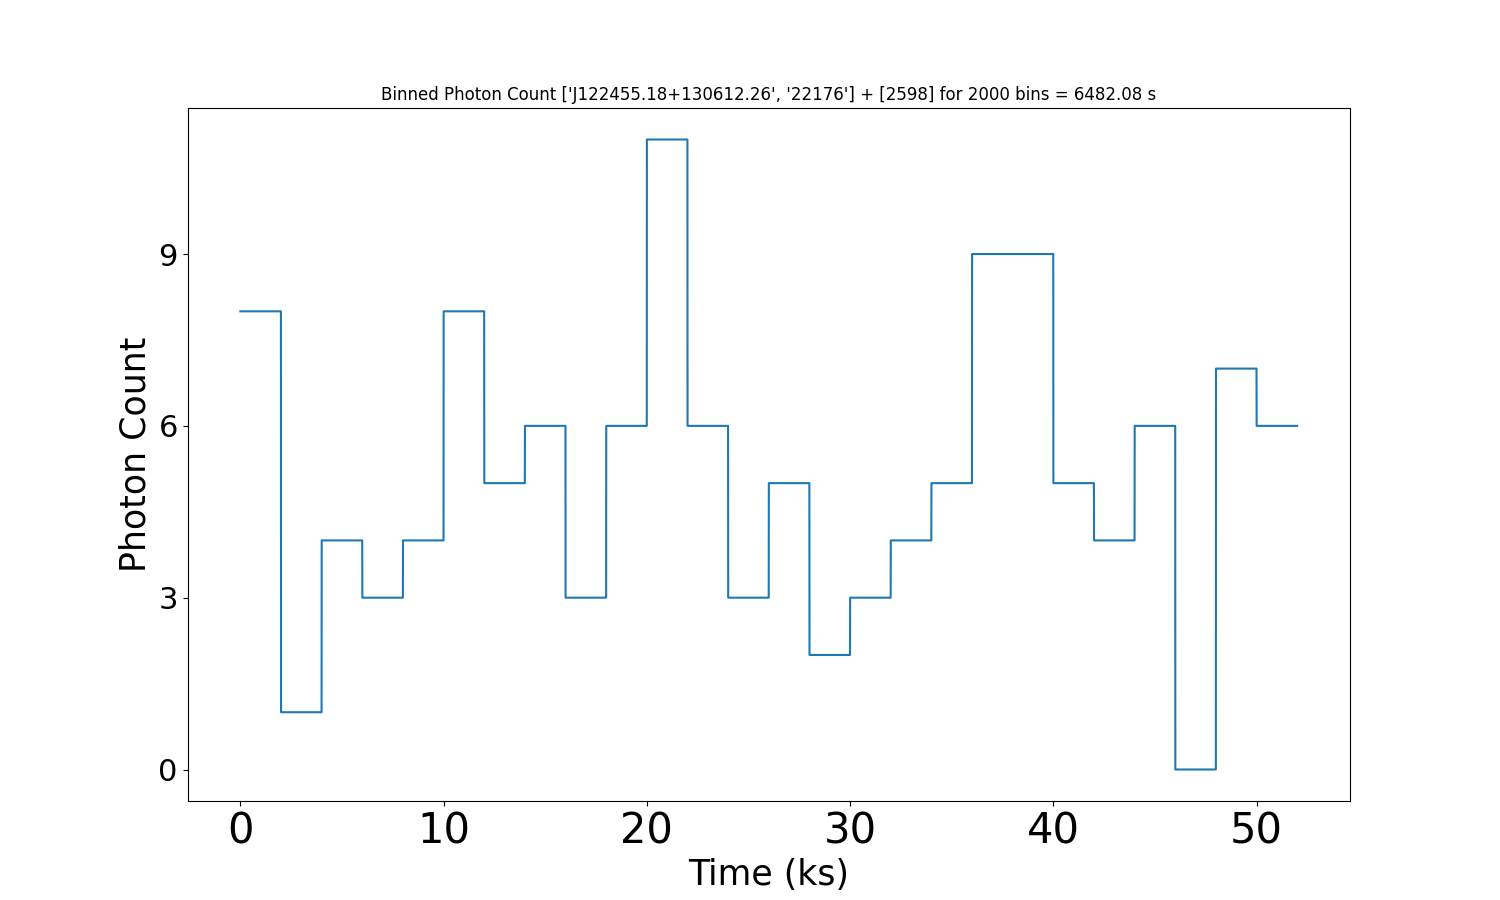 Binned Photon Count ['J122455.18+130612.26', '22176'] + [2598] for 2000 bins = 6482.08 s
Photon Count
9
6
3
0
0 10 20 30 40 50
Time (ks)